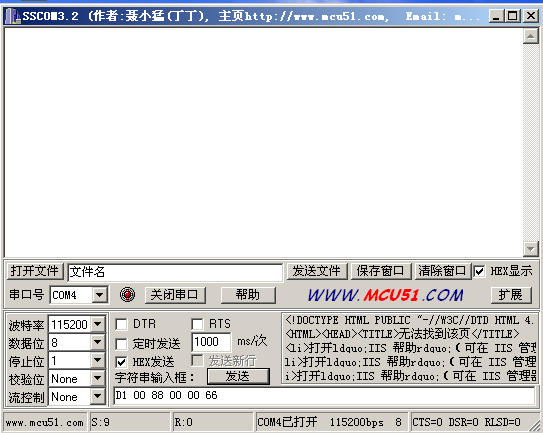 SSCOM3.2 (作者:聂小猛(丁丁), 主页http://www.mcu51.com, Email: m...
打开文件 文件名 发送文件 保存窗口 清除窗口 HEX显示
串口号 COM4 关闭串口 帮助 WWW.MCU51.COM 扩展
波特率 115200 DTR RTS
数据位 8 定时发送 1000 ms/次
停止位 1 HEX发送 发送新行
校验位 None 字符串输入框: 发送
流控制 None D1 00 88 00 00 66
<!DOCTYPE HTML PUBLIC "-//W3C//DTD HTML 4.
<HTML><HEAD><TITLE>无法找到该页</TITLE>
<li>打开ldquo;IIS 帮助rdquo;(可在 IIS 管理
li>打开ldquo;IIS 帮助rdquo;(可在 IIS 管理
i>打开ldquo;IIS 帮助rdquo;(可在 IIS 管理器
www.mcu51.com S:9 R:0 COM4已打开 115200bps 8 CTS=0 DSR=0 RLSD=0